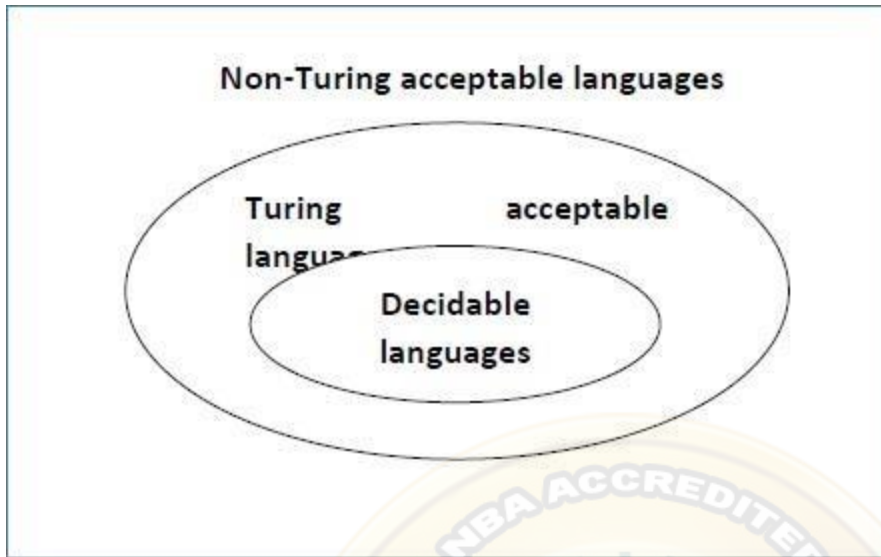 Non-Turing acceptable languages
Turing acceptable
Decidable
languages
NBA ACCREDITE